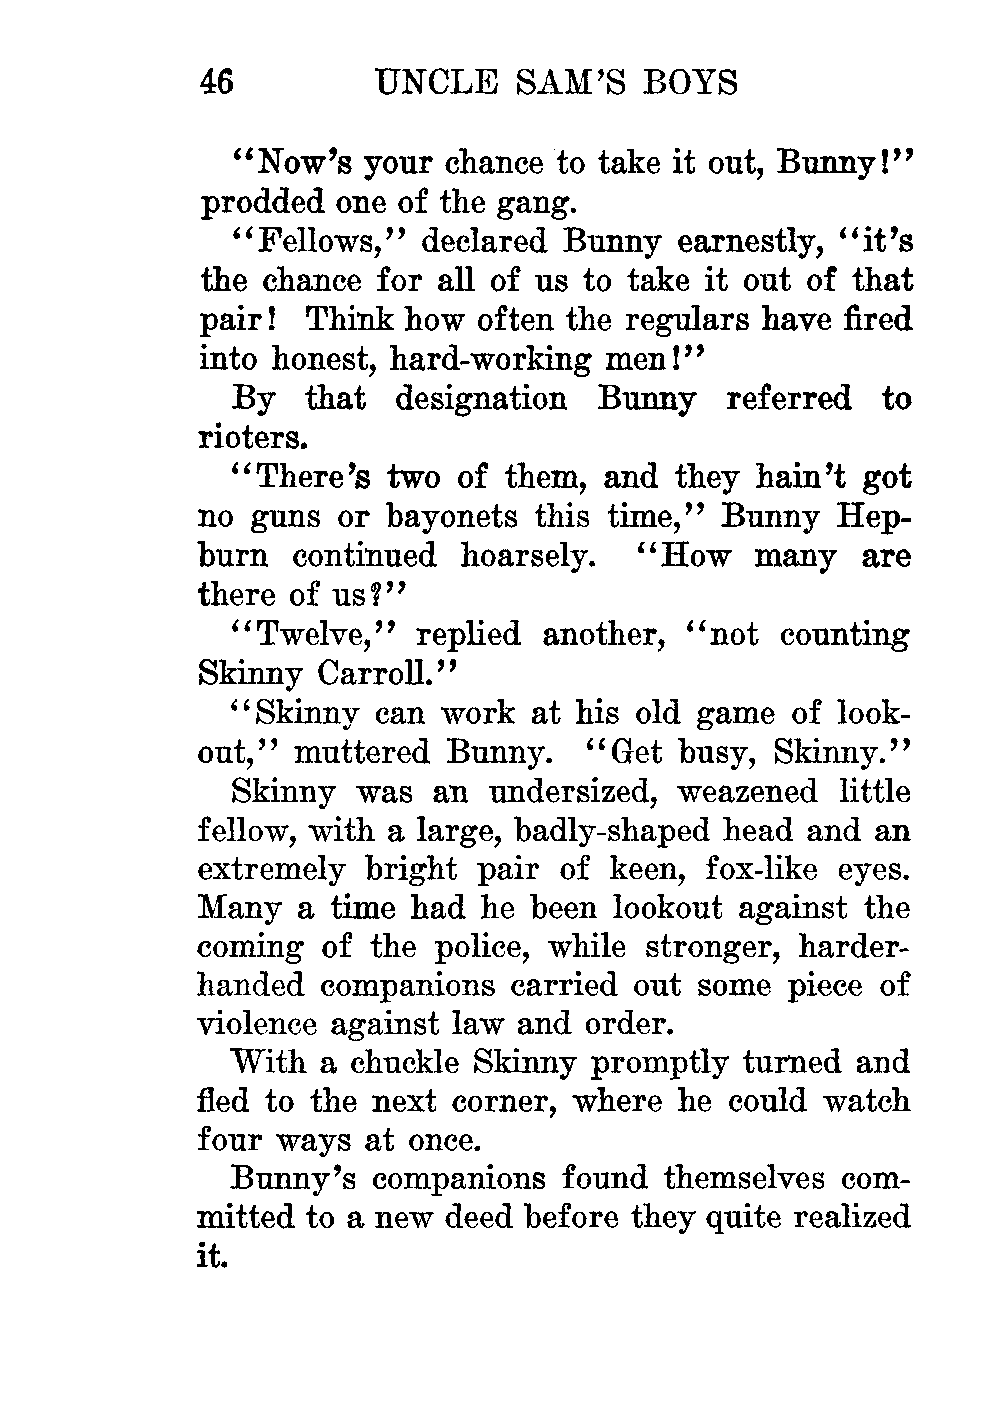 46 UNCLE SAM'S BOYS
"Now's your chance to take it out, Bunny!"
prodded one of the gang.
"Fellows," declared Bunny earnestly, "it's
the chance for all of us to take it out of that
pair! Think how often the regulars have fired
into honest, hard-working men!"
By that designation Bunny referred to
rioters.
"There's two of them, and they hain't got
no guns or bayonets this time," Bunny Hep-
burn continued hoarsely. "How many are
there of us?"
"Twelve," replied another, "not counting
Skinny Carroll."
"Skinny can work at his old game of look-
out," muttered Bunny. "Get busy, Skinny."
Skinny was an undersized, weazened little
fellow, with a large, badly-shaped head and an
extremely bright pair of keen, fox-like eyes.
Many a time had he been lookout against the
coming of the police, while stronger, harder-
handed companions carried out some piece of
violence against law and order.
With a chuckle Skinny promptly turned and
fled to the next corner, where he could watch
four ways at once.
Bunny's companions found themselves com-
mitted to a new deed before they quite realized
it.